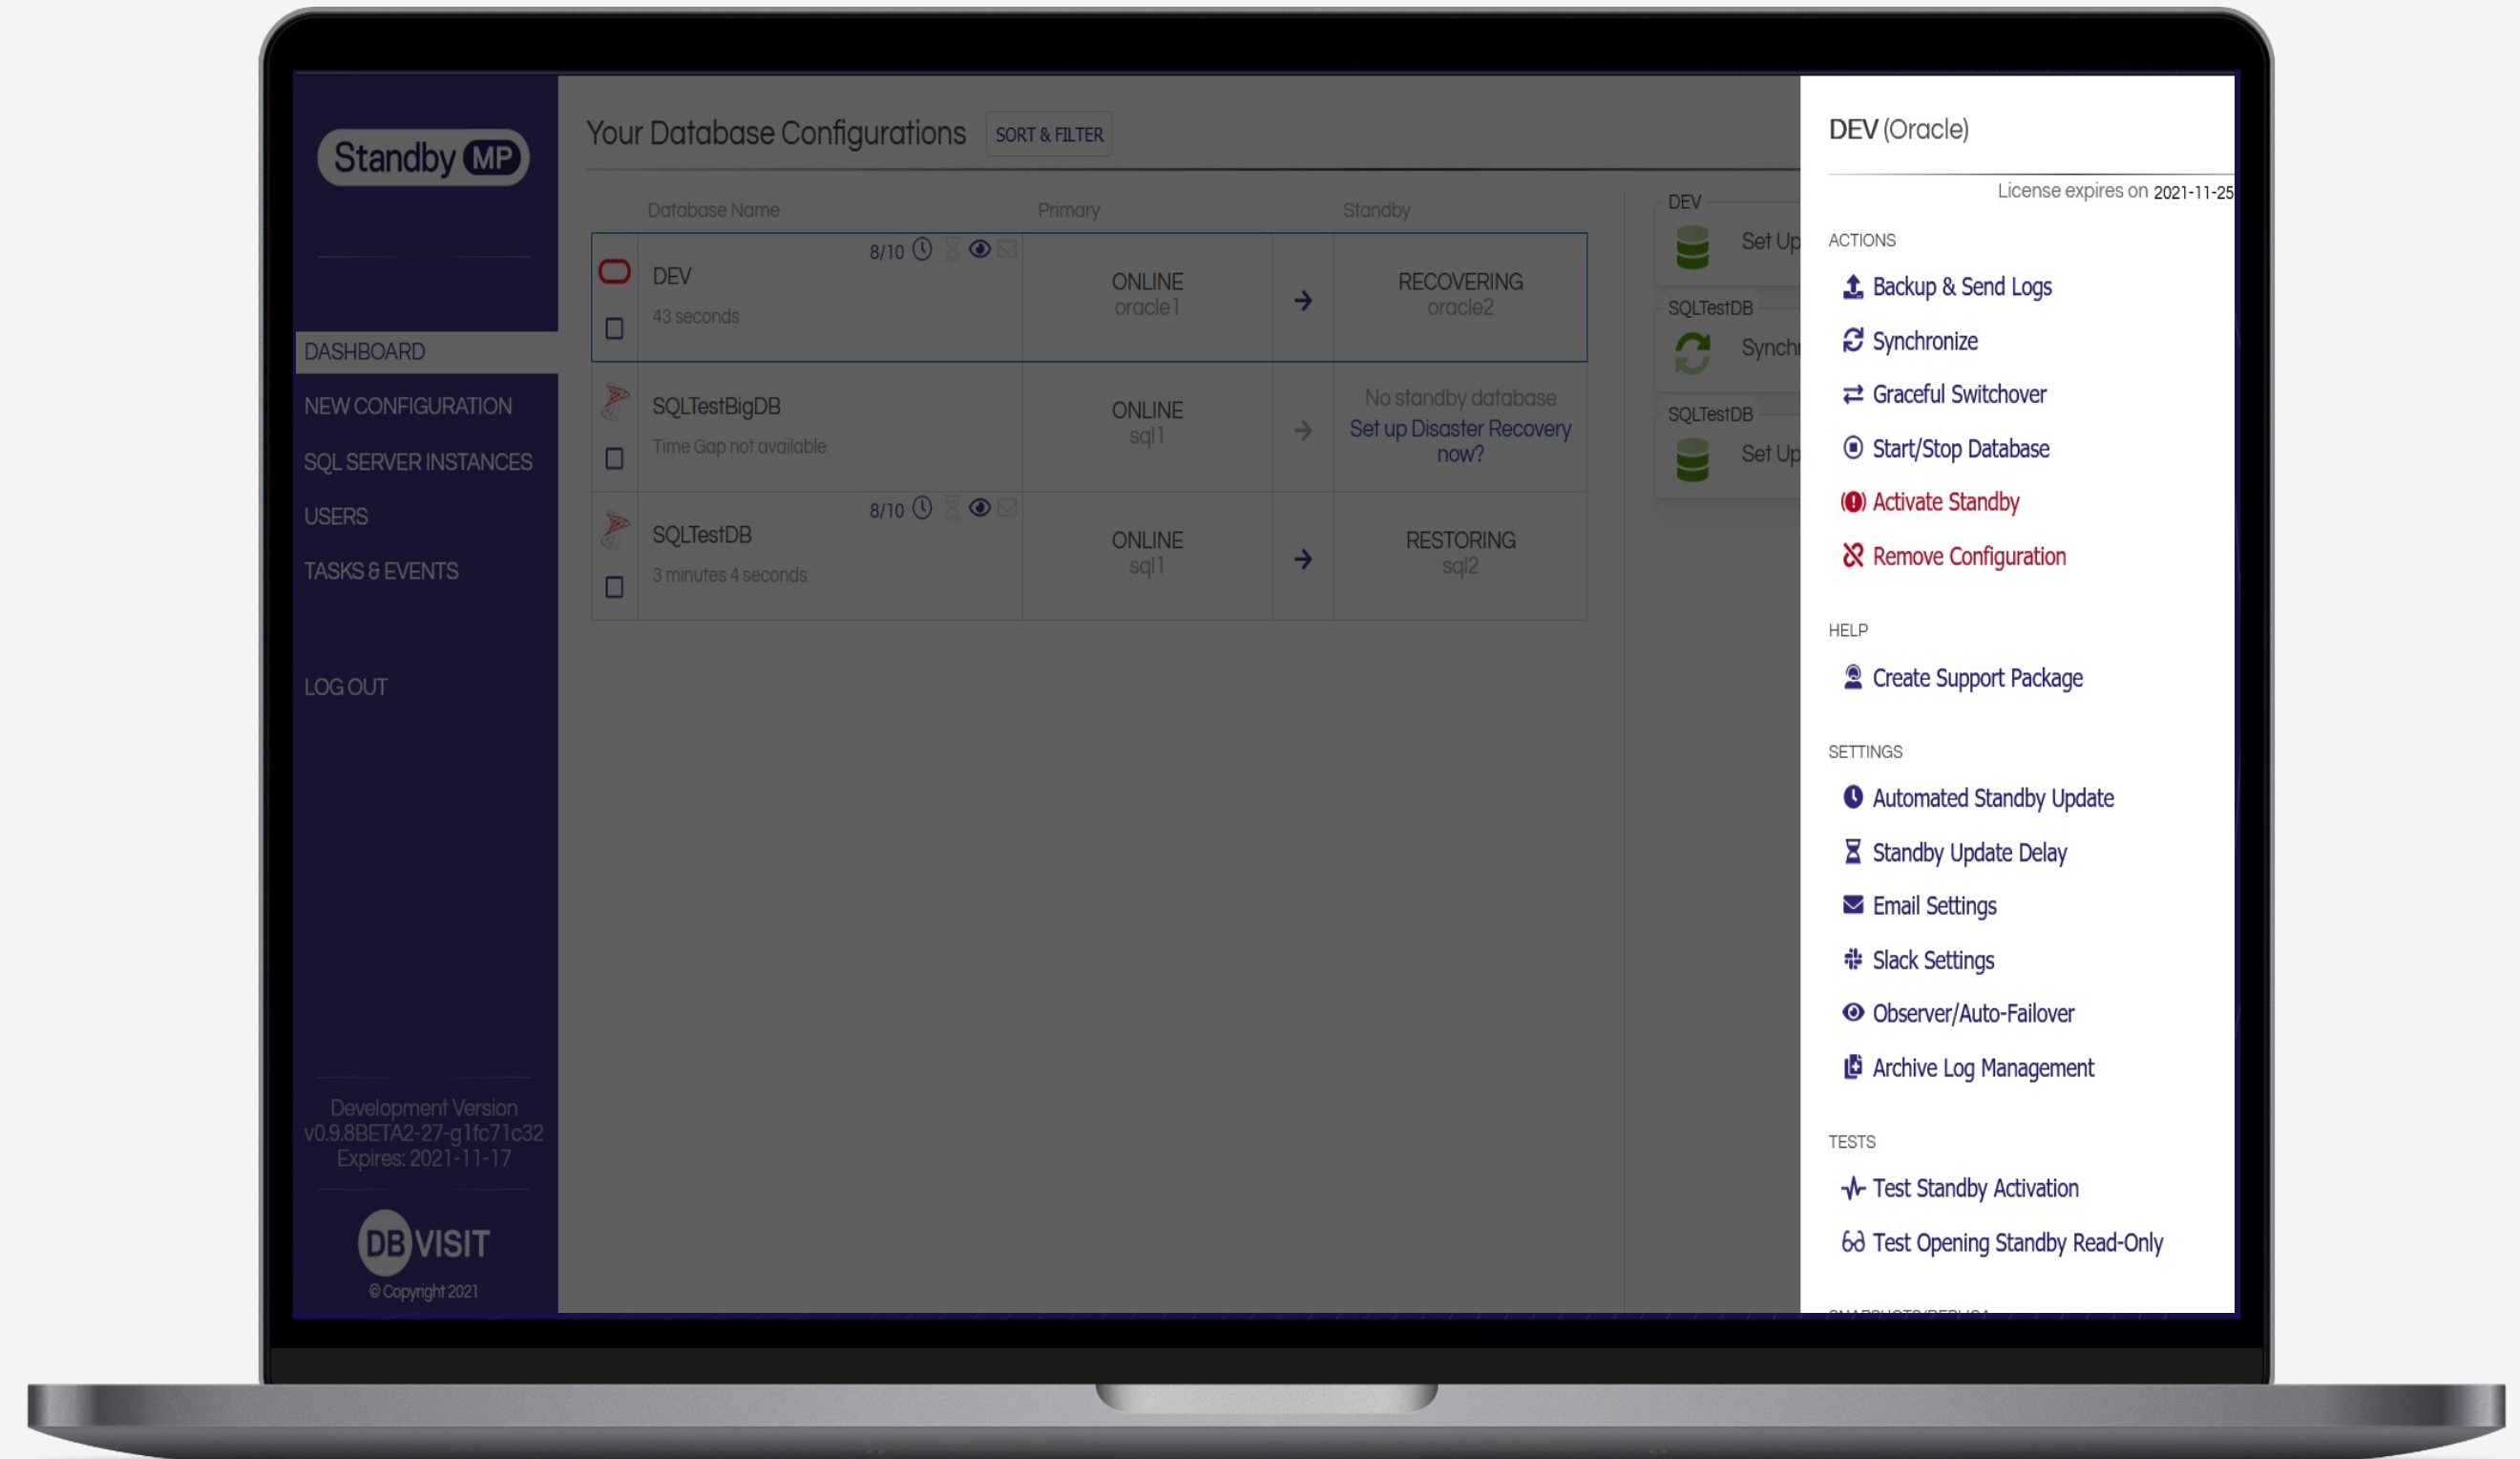 Standby MP
DASHBOARD
NEW CONFIGURATION
SQL SERVER INSTANCES
USERS
TASKS & EVENTS
LOG OUT
Development Version
v0.9.8BETA2-27-g1fc71c32
Expires: 2021-11-17
DBVISIT
© Copyright 2021
Your Database Configurations
SORT & FILTER
Database Name Primary Standby
8/10
DEV
43 seconds
ONLINE
oracle1
RECOVERING
oracle2
SQLTestBigDB
Time Gap not available
ONLINE
sql1
No standby database
Set up Disaster Recovery
now?
8/10
SQLTestDB
3 minutes 4 seconds
ONLINE
sql1
RESTORING
sql2
DEV
Set Up
SQLTestDB
SQLTestDB
Set Up
DEV (Oracle)
License expires on 2021-11-25
ACTIONS
Backup & Send Logs
Synchronize
Graceful Switchover
Start/Stop Database
Activate Standby
Remove Configuration
HELP
Create Support Package
SETTINGS
Automated Standby Update
Standby Update Delay
Email Settings
Slack Settings
Observer/Auto-Failover
Archive Log Management
TESTS
Test Standby Activation
Test Opening Standby Read-Only